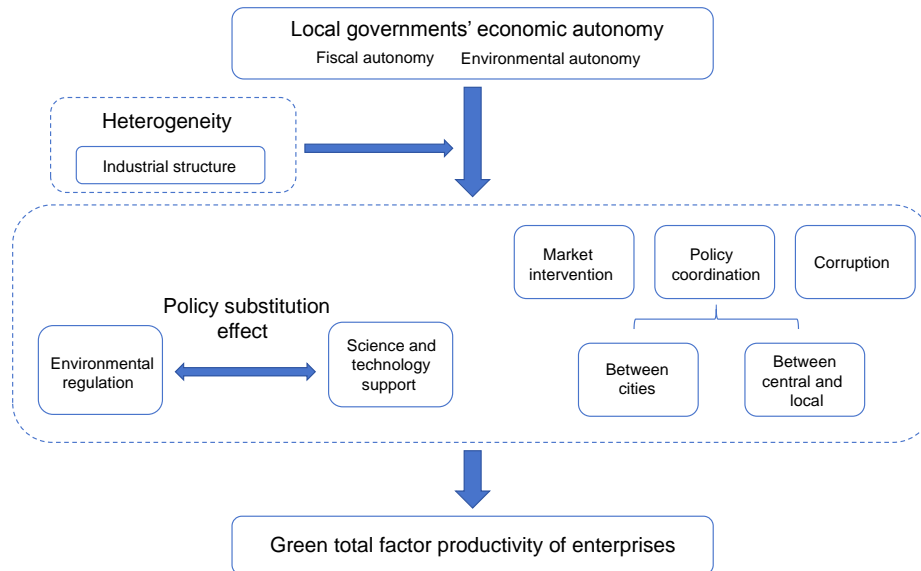 Local governments’ economic autonomy
Fiscal autonomy Environmental autonomy
Heterogeneity
Industrial structure
Market
intervention
Policy
coordination
Corruption
Policy substitution
effect
Environmental
regulation
Science and
technology
support
Between
cities
Between
central and
local
Green total factor productivity of enterprises